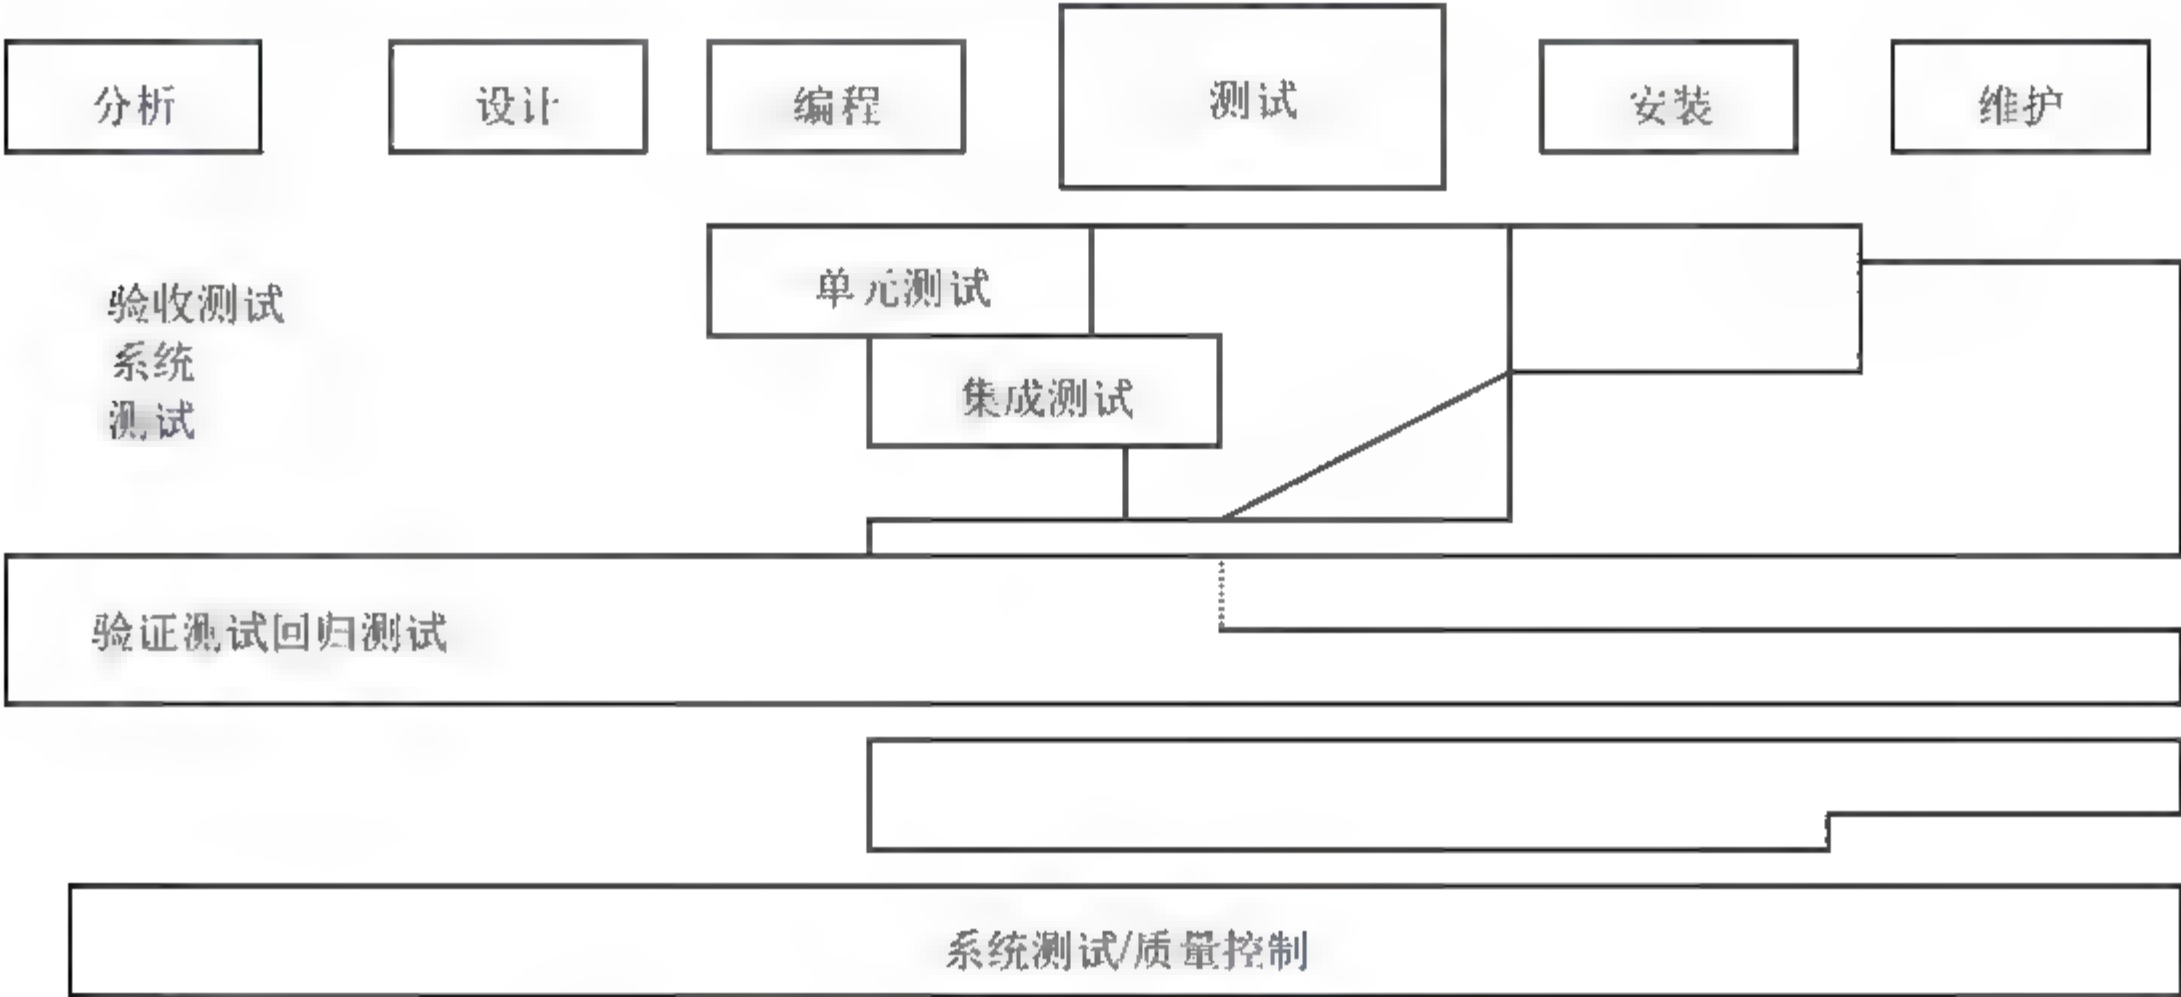 分析
设计
编程
测试
安装
维护
单元测试
验收测试
系统
测试
集成测试
验证测试回归测试
系统测试/质量控制